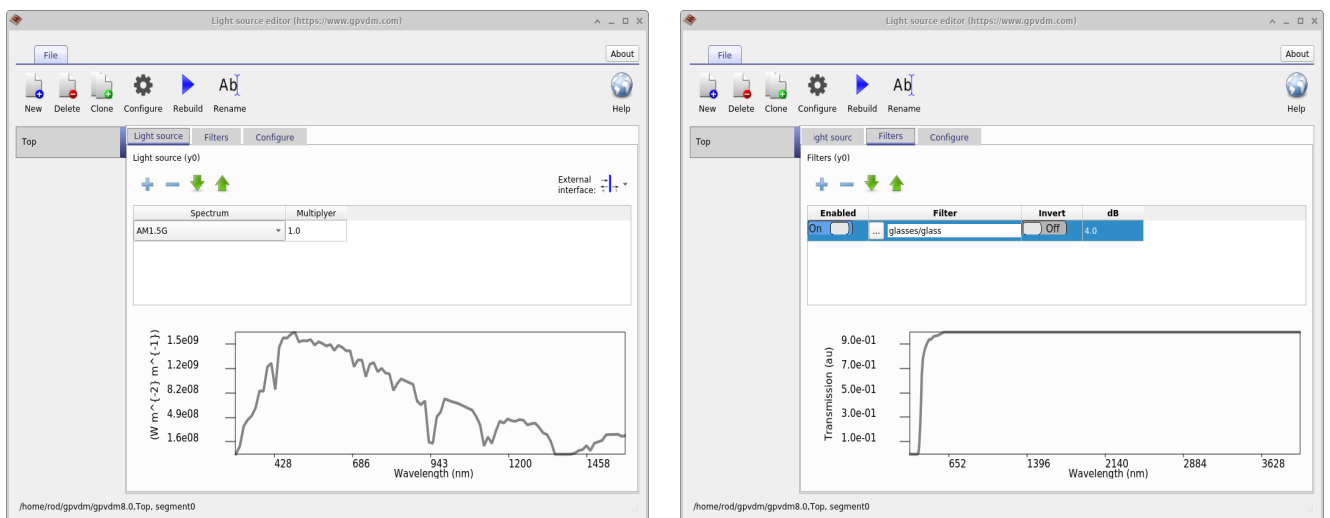 Light source editor (https://www.gpvdm.com)
File
About
New Delete Clone Configure Rebuild Rename
Help
Top
Light source Filters Configure
Light source (y0)
External
interface:
Spectrum Multiplyer
AM1.5G 1.0
(W m^{-2} m^{-1})
1.5e09
1.2e09
8.2e08
4.9e08
1.6e08
428 686 943 1200 1458
Wavelength (nm)
/home/rod/gpvdm/gpvdm8.0,Top, segment0
Light source editor (https://www.gpvdm.com)
File
About
New Delete Clone Configure Rebuild Rename
Help
Top
ight sourc Filters Configure
Filters (y0)
Enabled Filter Invert dB
On ... glasses/glass Off 4.0
Transmission (au)
9.0e-01
7.0e-01
5.0e-01
3.0e-01
1.0e-01
652 1396 2140 2884 3628
Wavelength (nm)
/home/rod/gpvdm/gpvdm8.0,Top, segment0